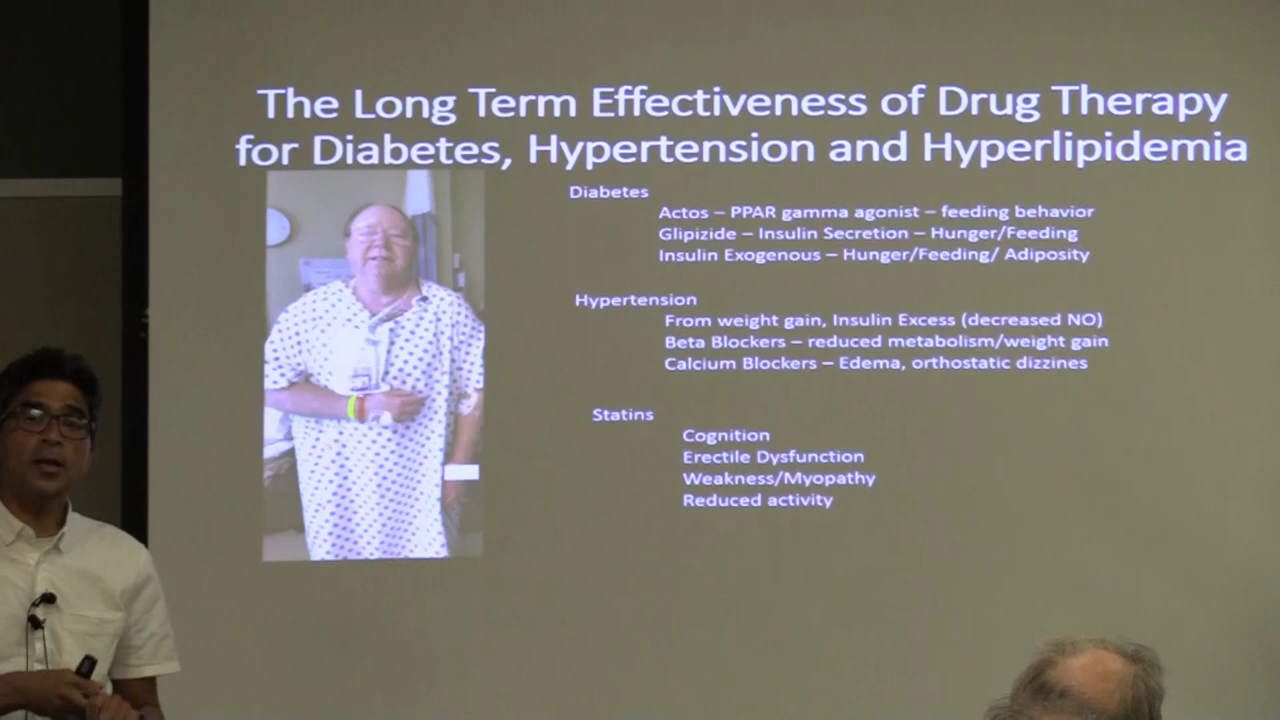 The Long Term Effectiveness of Drug Therapy
for Diabetes, Hypertension and Hyperlipidemia
Diabetes
Actos – PPAR gamma agonist – feeding behavior
Glipizide – Insulin Secretion – Hunger/Feeding
Insulin Exogenous – Hunger/Feeding/ Adiposity
Hypertension
From weight gain, Insulin Excess (decreased NO)
Beta Blockers – reduced metabolism/weight gain
Calcium Blockers – Edema, orthostatic dizzines
Statins
Cognition
Erectile Dysfunction
Weakness/Myopathy
Reduced activity